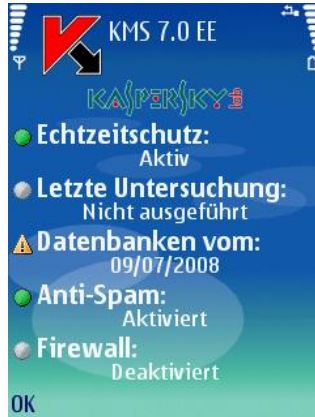 KMS 7.0 EE
KASPERSKY lab
Echtzeitschutz:
Aktiv
Letzte Untersuchung:
Nicht ausgeführt
Datenbanken vom:
09/07/2008
Anti-Spam:
Aktiviert
Firewall:
Deaktiviert
OK